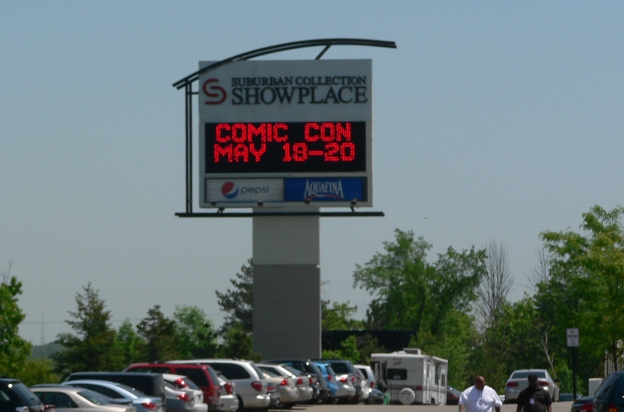 SUBURBAN COLLECTION
SHOWPLACE
COMIC CON
MAY 18-20
pepsi
AQUAFINA